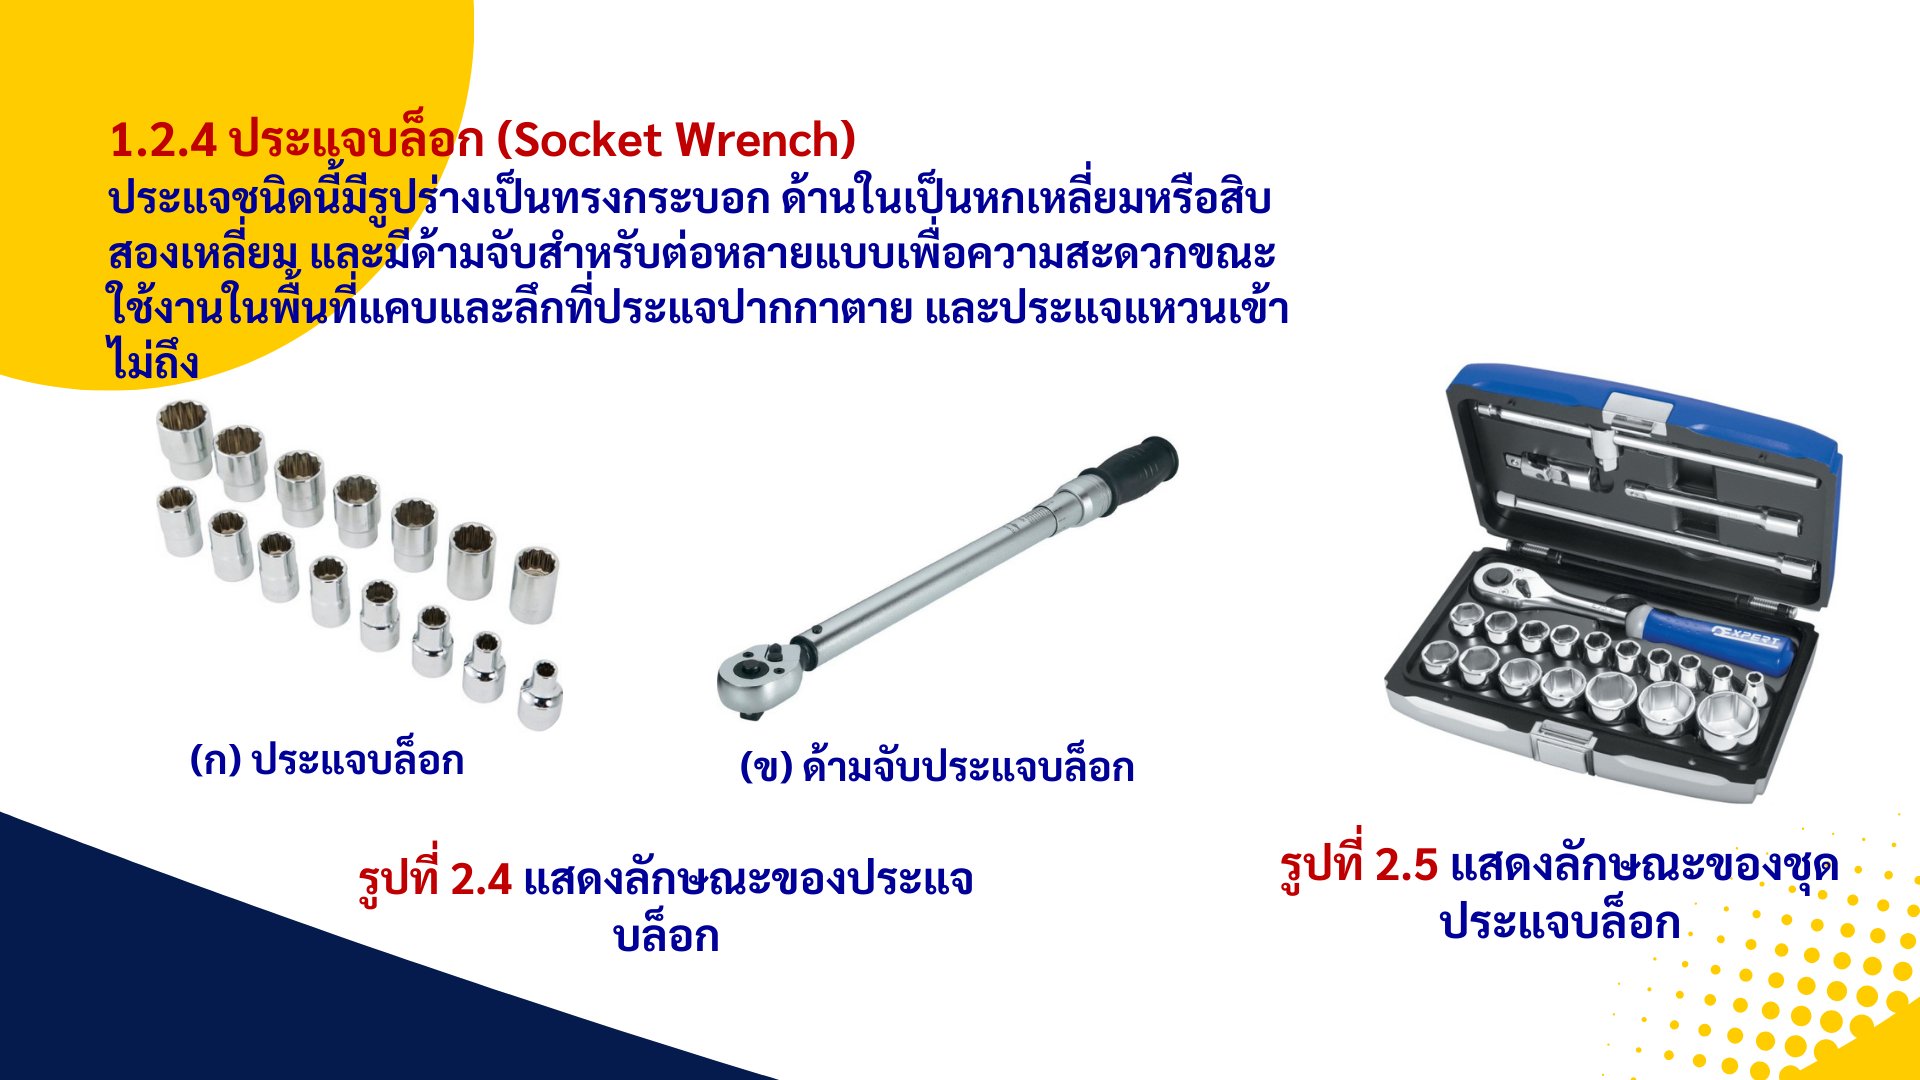 1.2.4 ประแจบล็อก (Socket Wrench)
ประแจชนิดนี้มีรูปร่างเป็นทรงกระบอก ด้านในเป็นหกเหลี่ยมหรือสิบ
สองเหลี่ยม และมีด้ามจับสำหรับต่อหลายแบบเพื่อความสะดวกขณะ
ใช้งานในพื้นที่แคบและลึกที่ประแจปากกาตาย และประแจแหวนเข้า
ไม่ถึง
EXPERT
(ก) ประแจบล็อก
(ข) ด้ามจับประแจบล็อก
รูปที่ 2.4 แสดงลักษณะของประแจ
บล็อก
รูปที่ 2.5 แสดงลักษณะของชุด
ประแจบล็อก